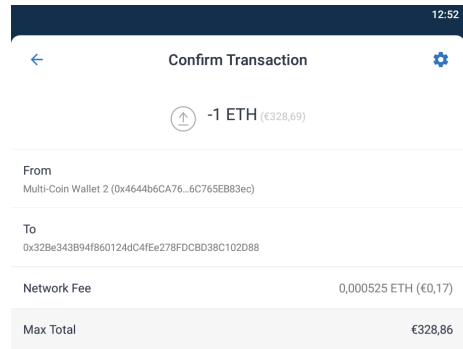 12:52
Confirm Transaction
-1 ETH (€328,69)
From
Multi-Coin Wallet 2 (0x4644b6CA76...6C765EB83ec)
To
0x32Be343B94f860124dC4fEe278FDCBD38C102D88
Network Fee 0,000525 ETH (€0,17)
Max Total €328,86